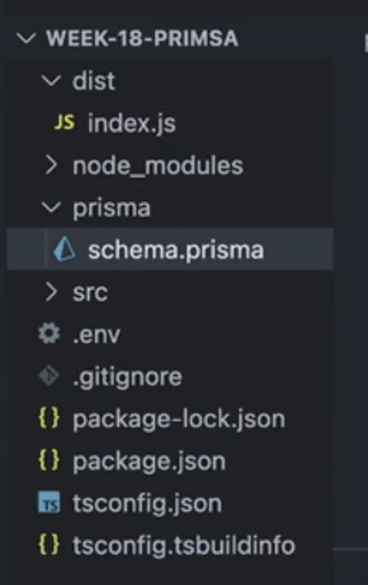 WEEK-18-PRIMSA
dist
JS index.js
node_modules
prisma
schema.prisma
src
.env
.gitignore
{} package-lock.json
{} package.json
TS tsconfig.json
{} tsconfig.tsbuildinfo